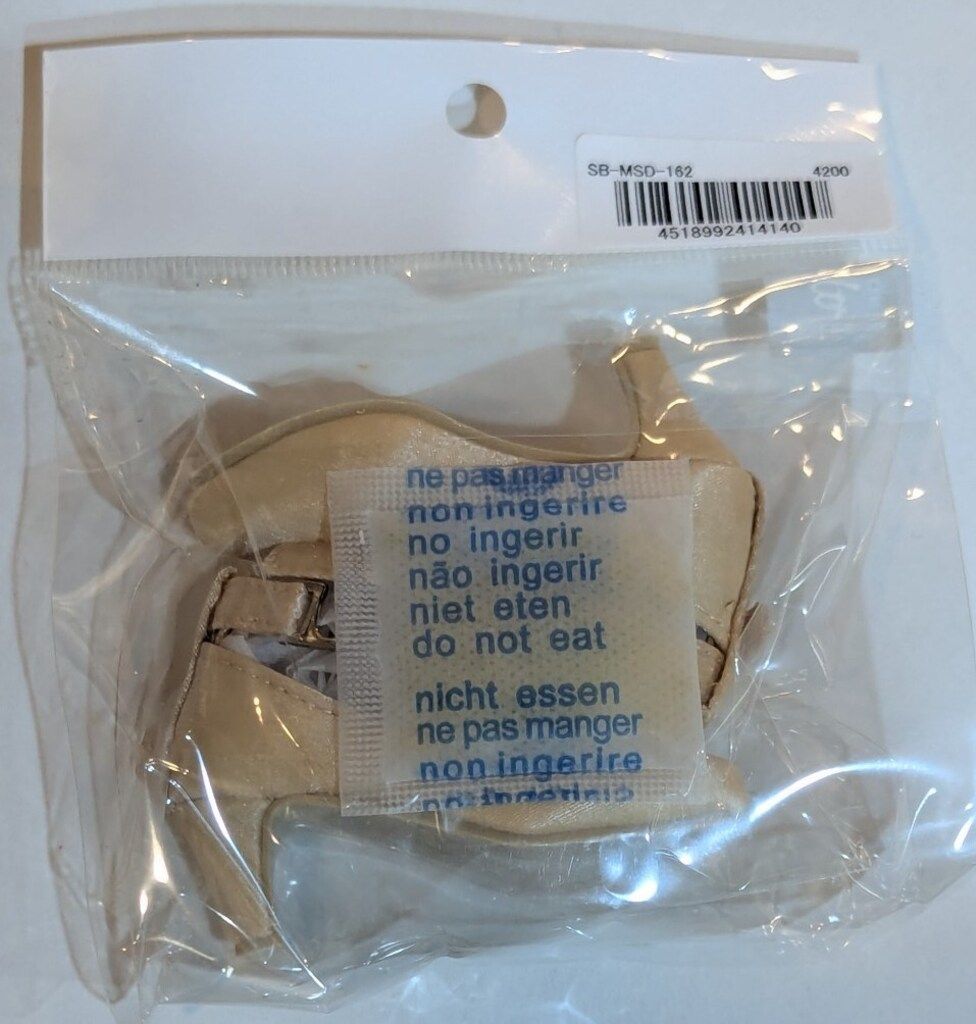 SB-MSD-162 4200
4518992414140
ne pas manger
non ingerire
no ingerir
não ingerir
niet eten
do not eat
nicht essen
ne pas manger
non ingerire